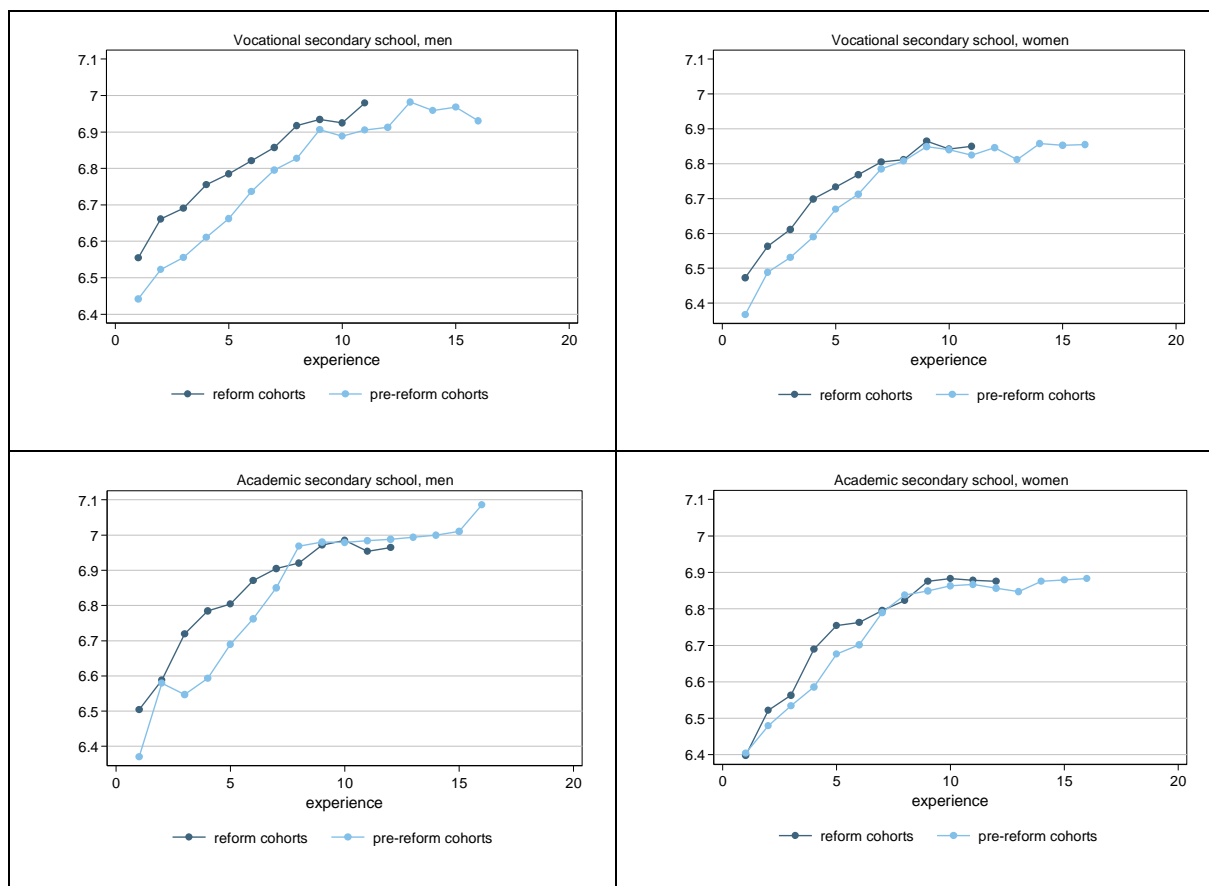 Vocational secondary school, men
7.1
7
6.9
6.8
6.7
6.6
6.5
6.4
0 5 10 15 20
experience
reform cohorts pre-reform cohorts
Vocational secondary school, women
7.1
7
6.9
6.8
6.7
6.6
6.5
6.4
0 5 10 15 20
experience
reform cohorts pre-reform cohorts
Academic secondary school, men
7.1
7
6.9
6.8
6.7
6.6
6.5
6.4
0 5 10 15 20
experience
reform cohorts pre-reform cohorts
Academic secondary school, women
7.1
7
6.9
6.8
6.7
6.6
6.5
6.4
0 5 10 15 20
experience
reform cohorts pre-reform cohorts